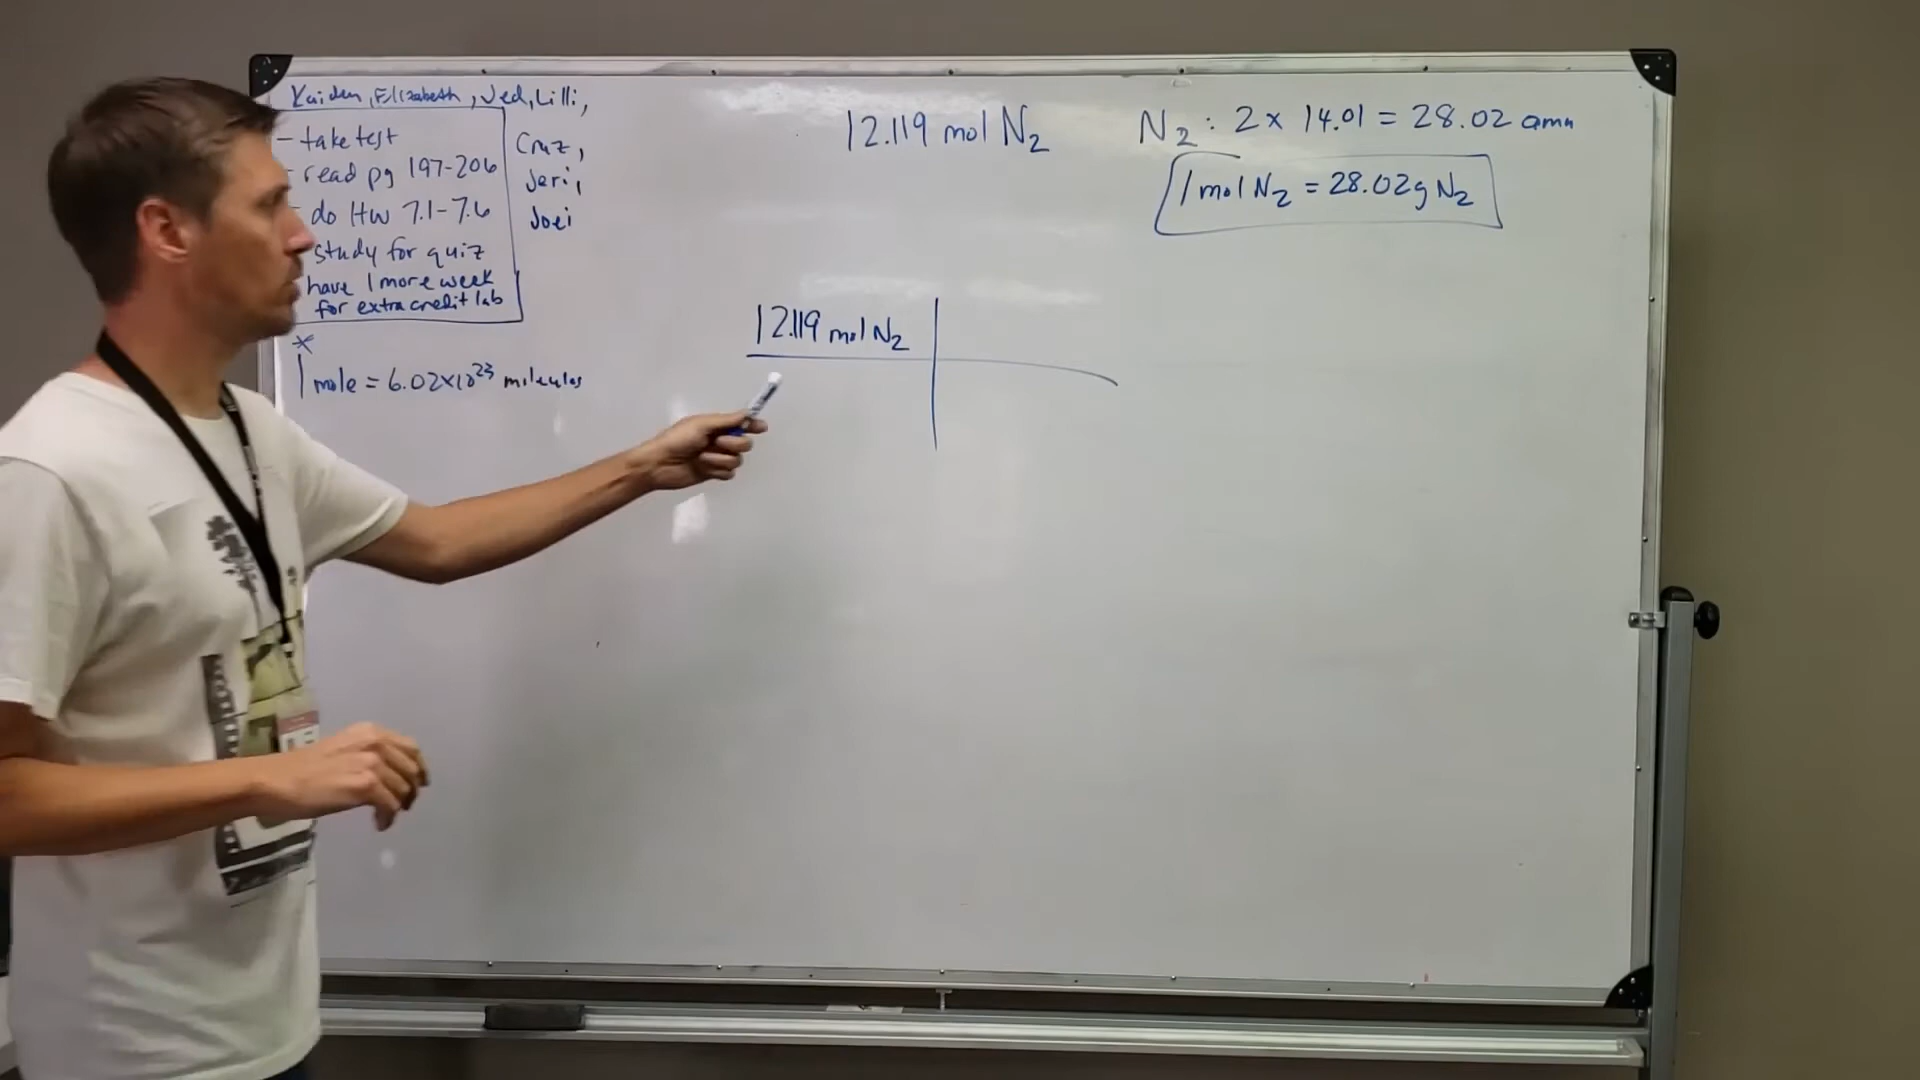 Kaiden, Elizabeth, Jed, Lilli,
Cruz,
Jeri,
Joei
- take test
- read pg 197-206
- do HW 7.1-7.6
study for quiz
have 1 more week
for extra credit lab
*
1 mole = 6.02x10²³ molecules
12.119 mol N₂
N₂: 2 x 14.01 = 28.02 amu
1 mol N₂ = 28.02g N₂
12.119 mol N₂